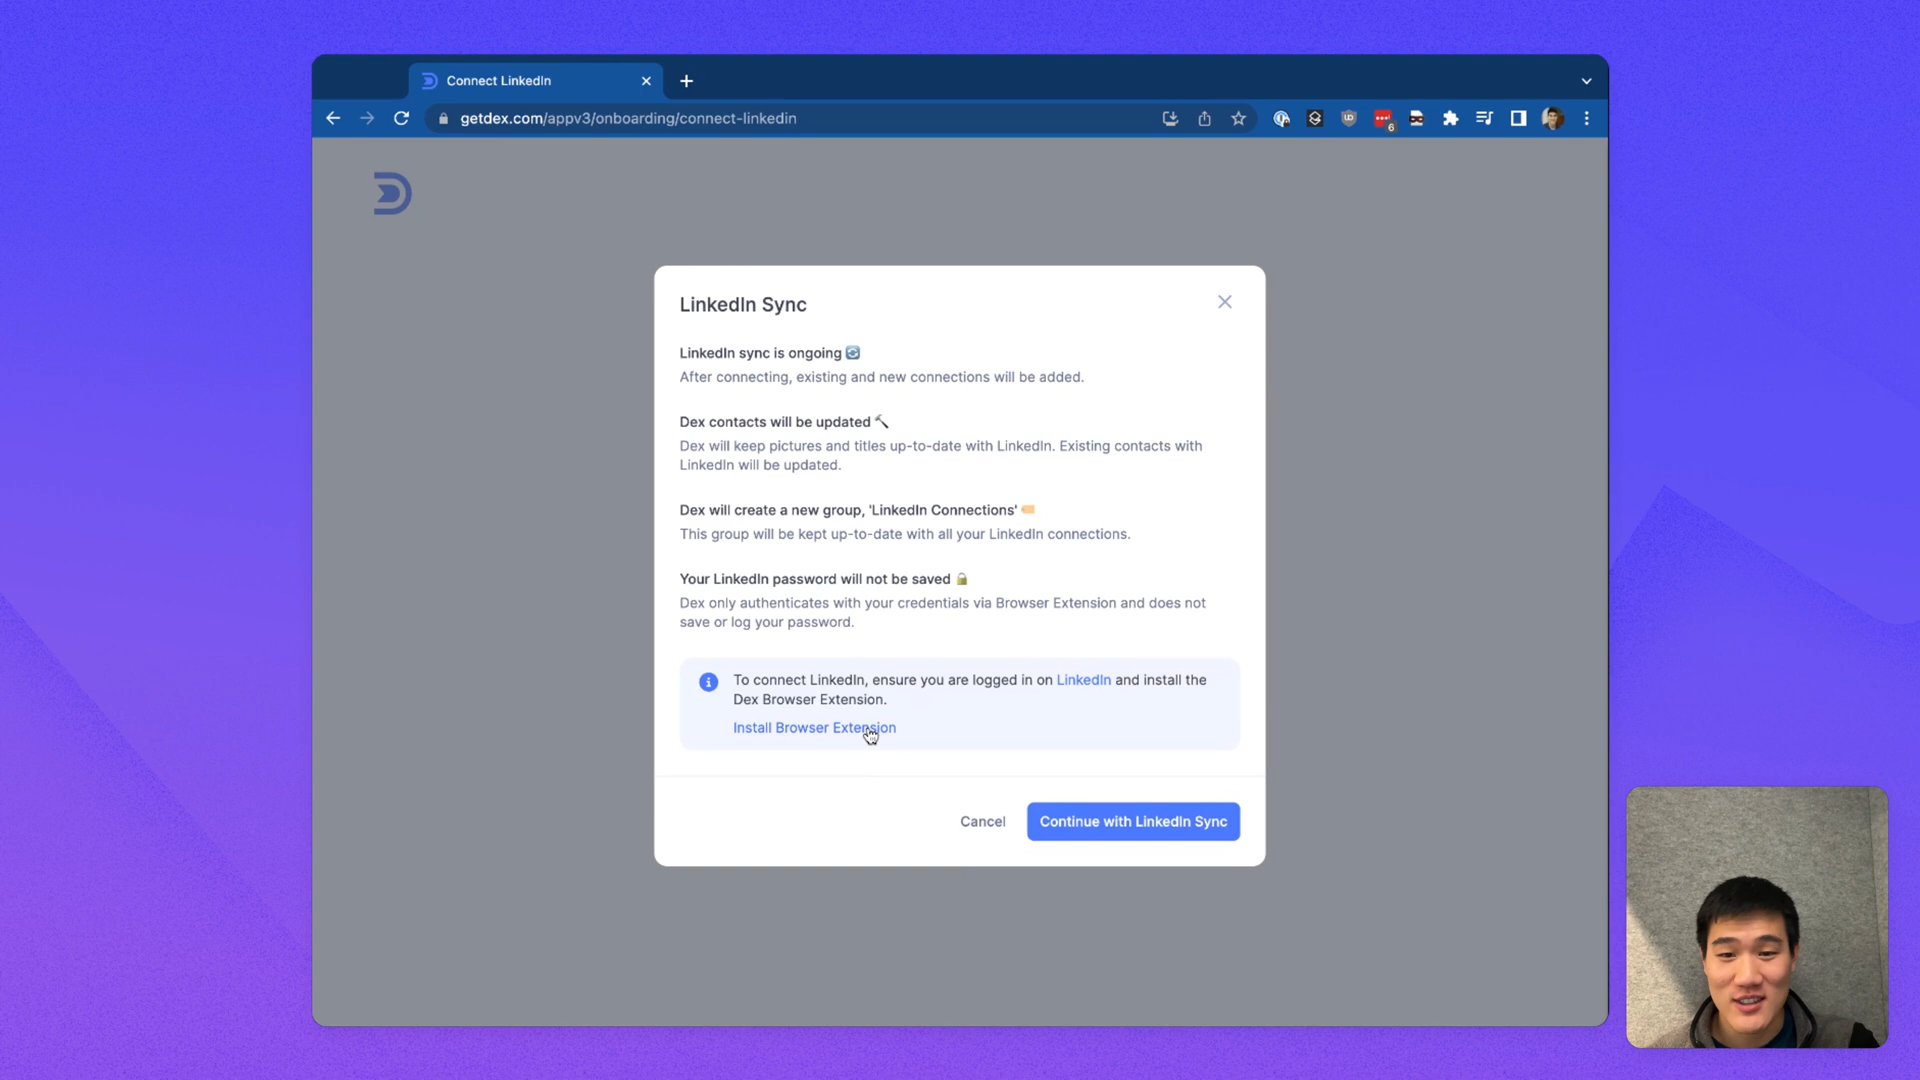 Connect LinkedIn
getdex.com/appv3/onboarding/connect-linkedin
6
LinkedIn Sync
LinkedIn sync is ongoing
After connecting, existing and new connections will be added.
Dex contacts will be updated
Dex will keep pictures and titles up-to-date with LinkedIn. Existing contacts with
LinkedIn will be updated.
Dex will create a new group, 'LinkedIn Connections'
This group will be kept up-to-date with all your LinkedIn connections.
Your LinkedIn password will not be saved
Dex only authenticates with your credentials via Browser Extension and does not
save or log your password.
To connect LinkedIn, ensure you are logged in on LinkedIn and install the
Dex Browser Extension.
Install Browser Extension
Cancel
Continue with LinkedIn Sync